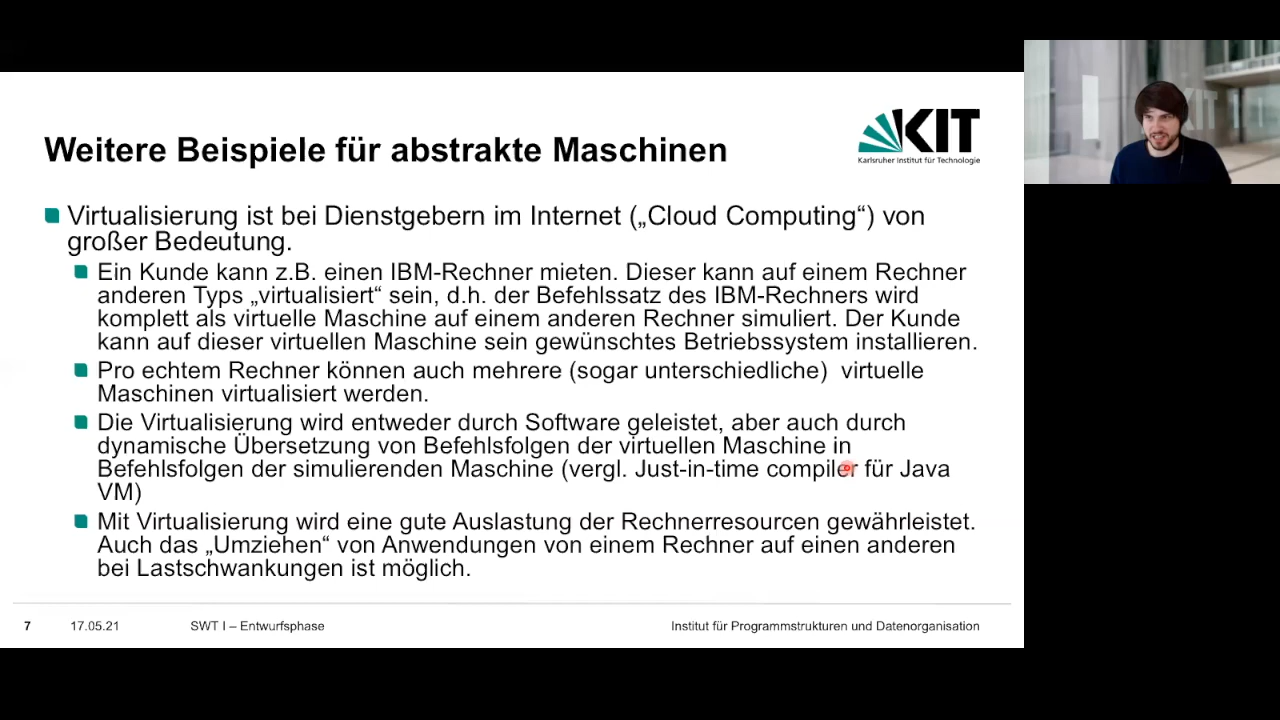 Weitere Beispiele für abstrakte Maschinen
KIT
Karlsruher Institut für Technologie
Virtualisierung ist bei Dienstgebern im Internet („Cloud Computing“) von
großer Bedeutung.
Ein Kunde kann z.B. einen IBM-Rechner mieten. Dieser kann auf einem Rechner
anderen Typs „virtualisiert“ sein, d.h. der Befehlssatz des IBM-Rechners wird
komplett als virtuelle Maschine auf einem anderen Rechner simuliert. Der Kunde
kann auf dieser virtuellen Maschine sein gewünschtes Betriebssystem installieren.
Pro echtem Rechner können auch mehrere (sogar unterschiedliche) virtuelle
Maschinen virtualisiert werden.
Die Virtualisierung wird entweder durch Software geleistet, aber auch durch
dynamische Übersetzung von Befehlsfolgen der virtuellen Maschine in
Befehlsfolgen der simulierenden Maschine (vergl. Just-in-time compiler für Java
VM)
Mit Virtualisierung wird eine gute Auslastung der Rechnerresourcen gewährleistet.
Auch das „Umziehen“ von Anwendungen von einem Rechner auf einen anderen
bei Lastschwankungen ist möglich.
7 17.05.21 SWT I – Entwurfsphase Institut für Programmstrukturen und Datenorganisation
KIT